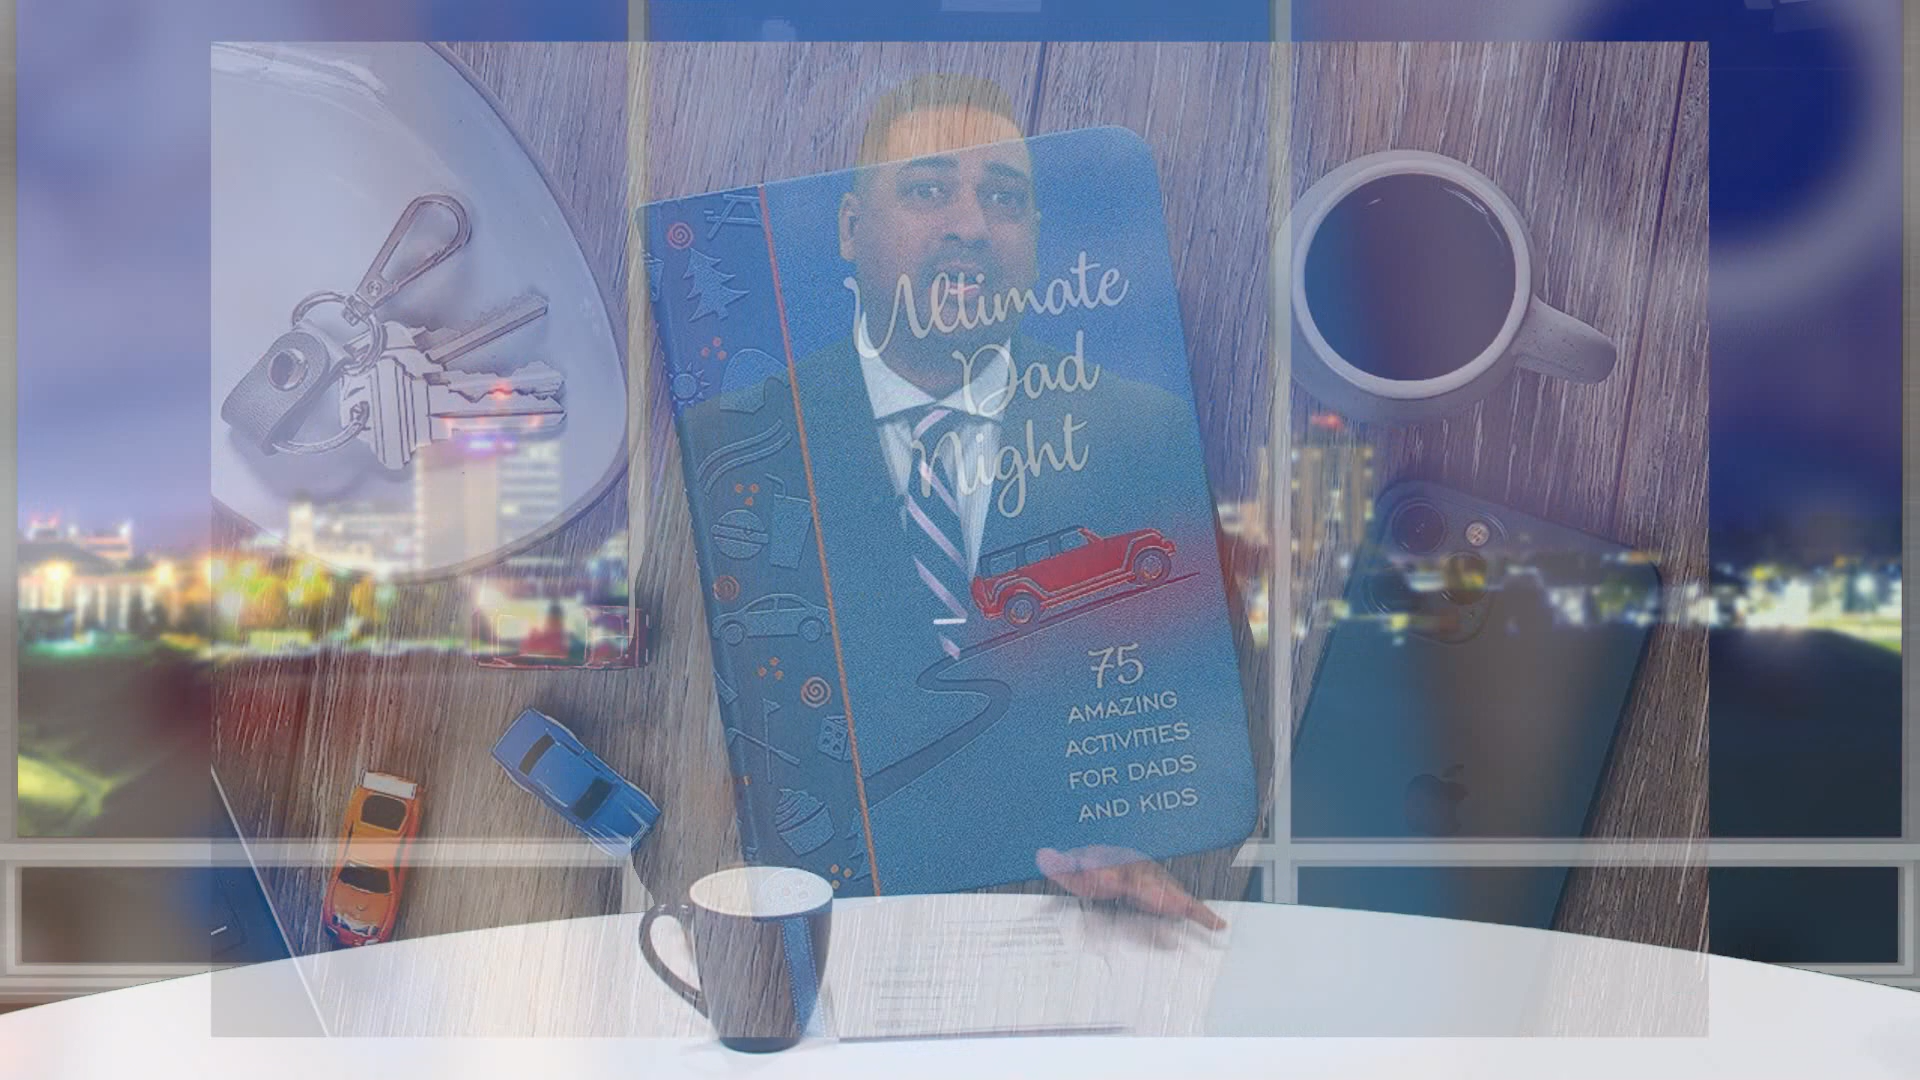 Ultimate
Dad
Night
75
AMAZING
ACTIVITIES
FOR DADS
AND KIDS